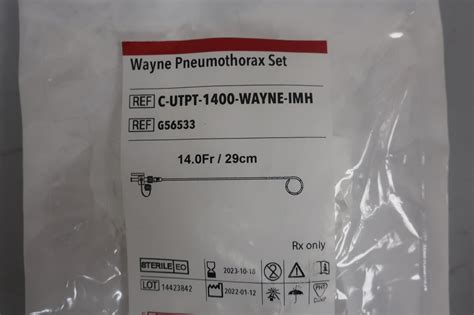 Wayne Pneumothorax Set
REF C-UTPT-1400-WAYNE-IMH
REF G56533
14.0Fr / 29cm
Rx only
STERILE EO 2023-10-18
LOT 14423842 2022-01-12